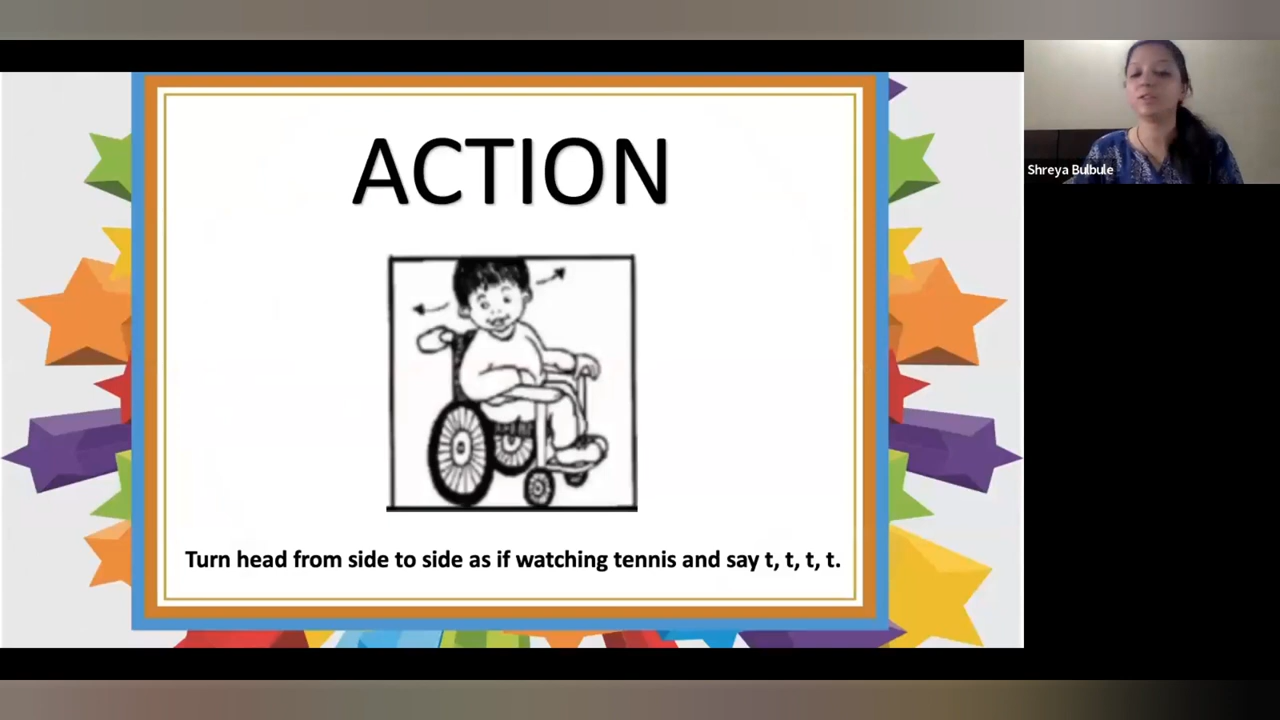 ACTION
Shreya Bulbule
Turn head from side to side as if watching tennis and say t, t, t, t.